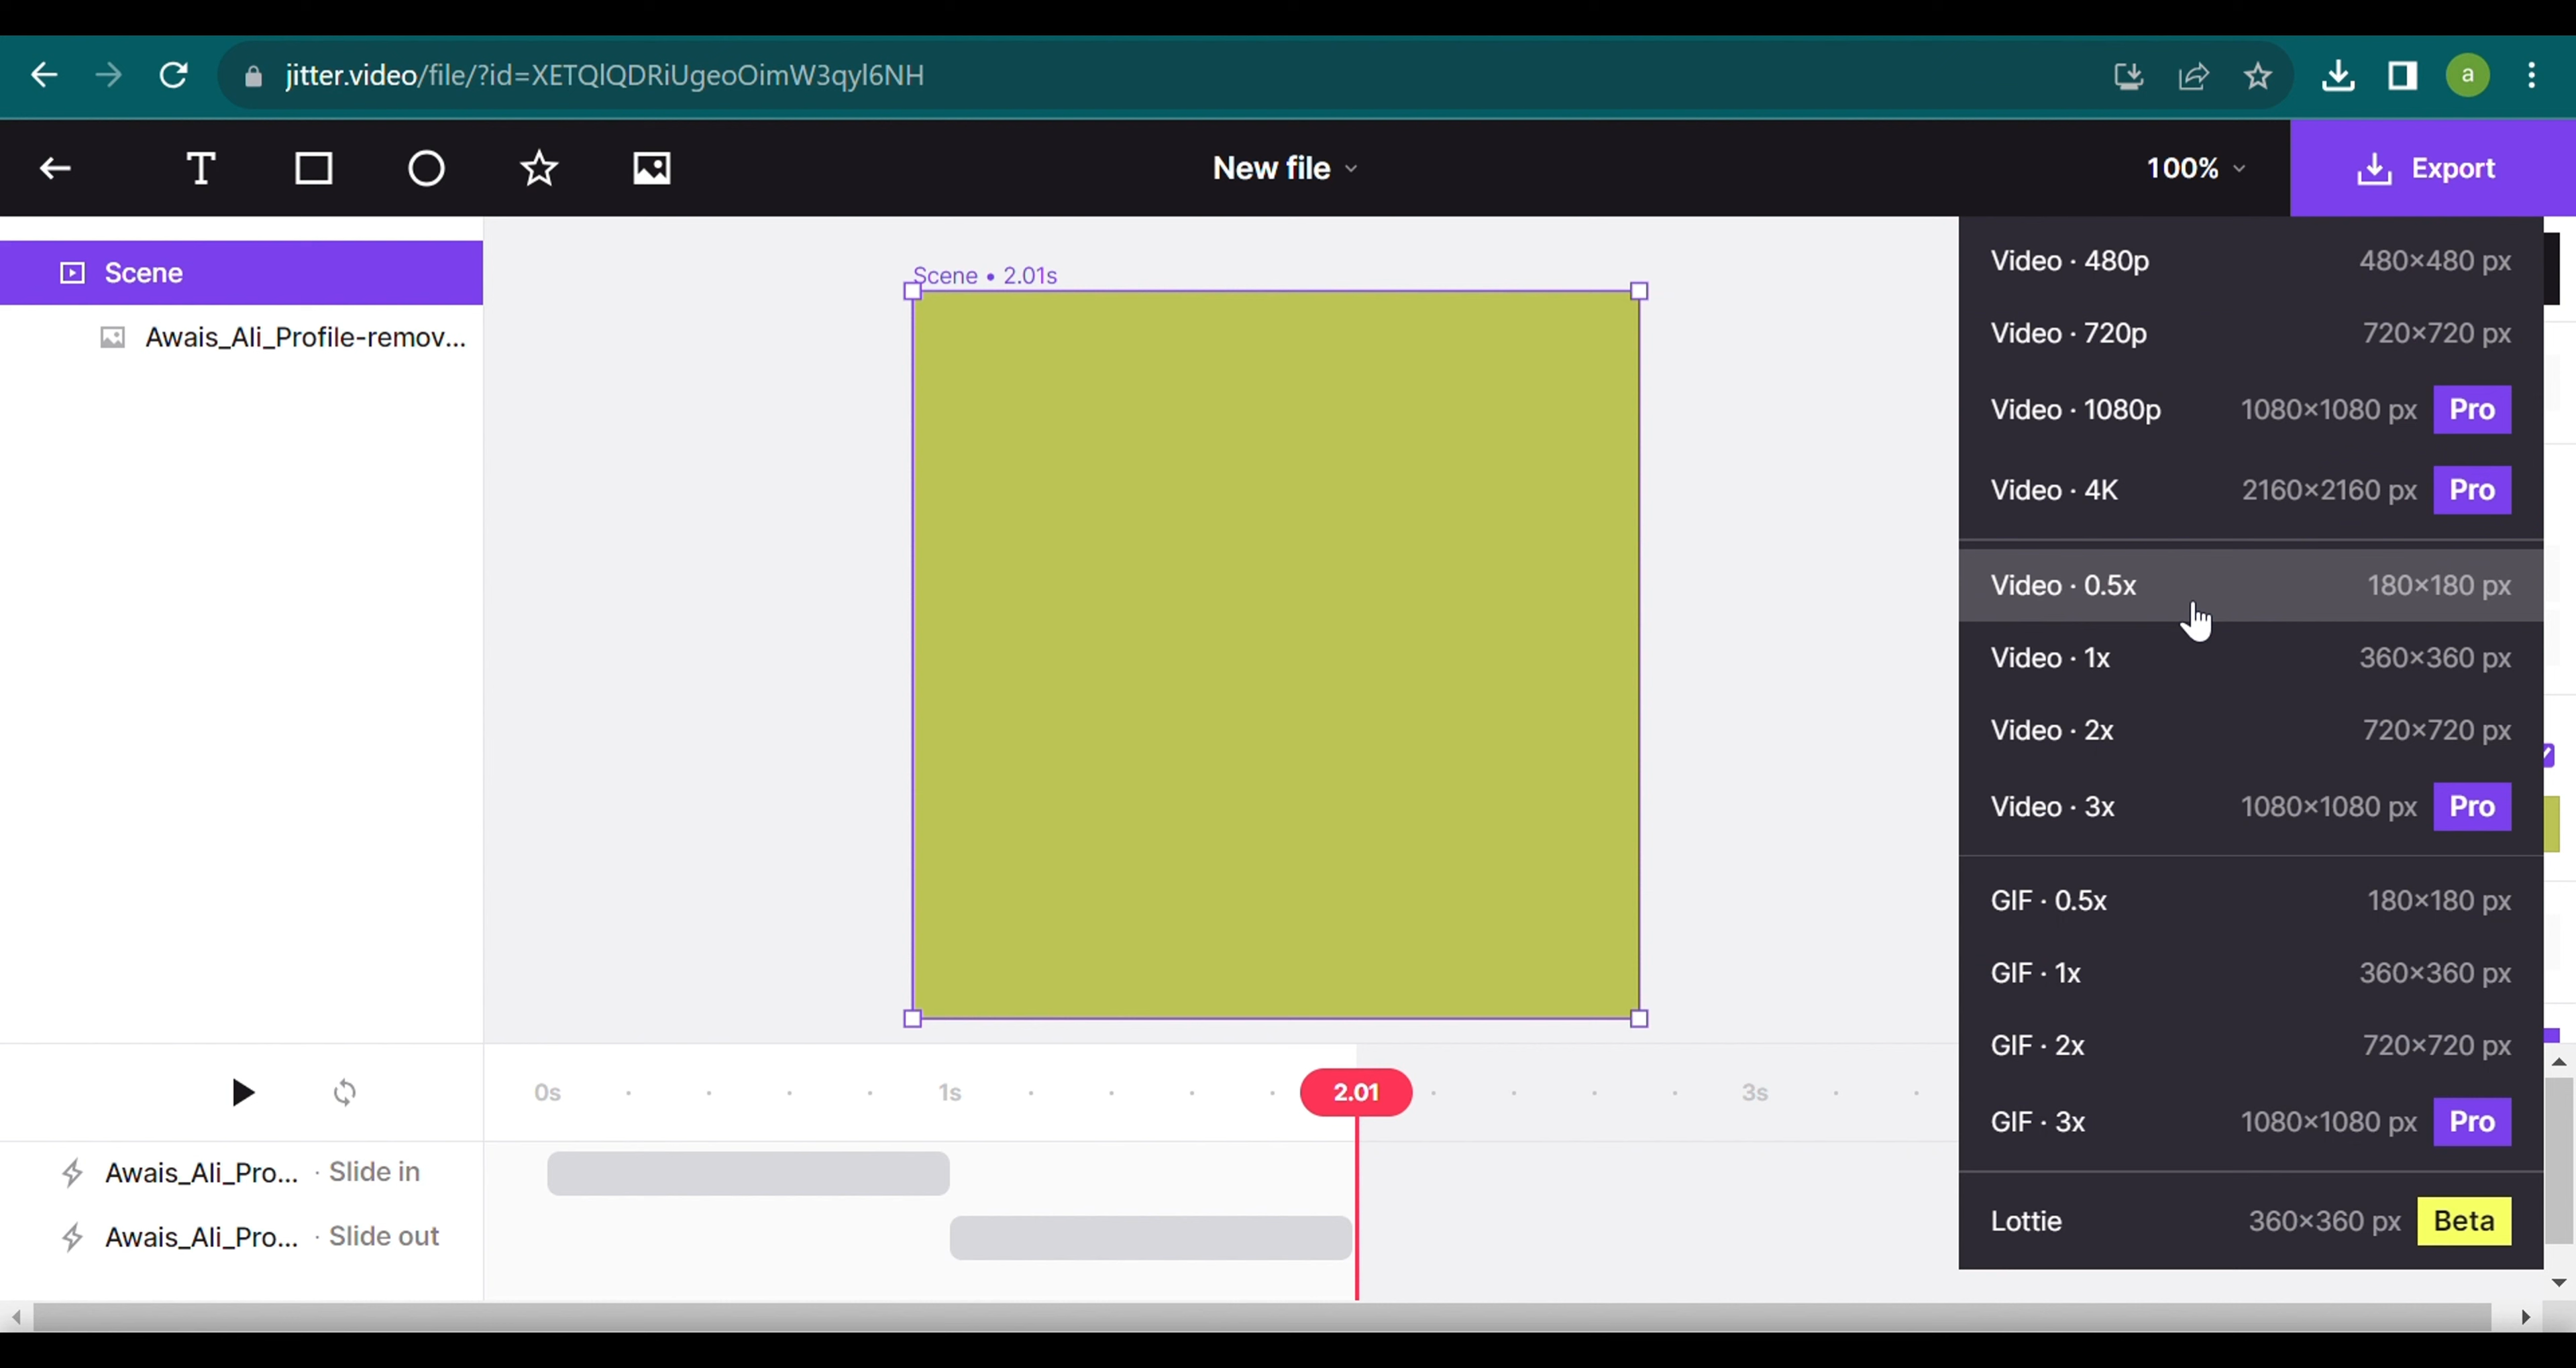 jitter.video/file/?id=XETQlQDRiUgeoOimW3qyl6NH
a
T
New file
100%
Export
Scene
Awais_Ali_Profile-remov...
Scene • 2.01s
Video · 480p 480×480 px
Video · 720p 720×720 px
Video · 1080p 1080×1080 px Pro
Video · 4K 2160×2160 px Pro
Video · 0.5x 180×180 px
Video · 1x 360×360 px
Video · 2x 720×720 px
Video · 3x 1080×1080 px Pro
GIF · 0.5x 180×180 px
GIF · 1x 360×360 px
GIF · 2x 720×720 px
GIF · 3x 1080×1080 px Pro
Lottie 360×360 px Beta
0s 1s 2.01 3s
Awais_Ali_Pro... · Slide in
Awais_Ali_Pro... · Slide out